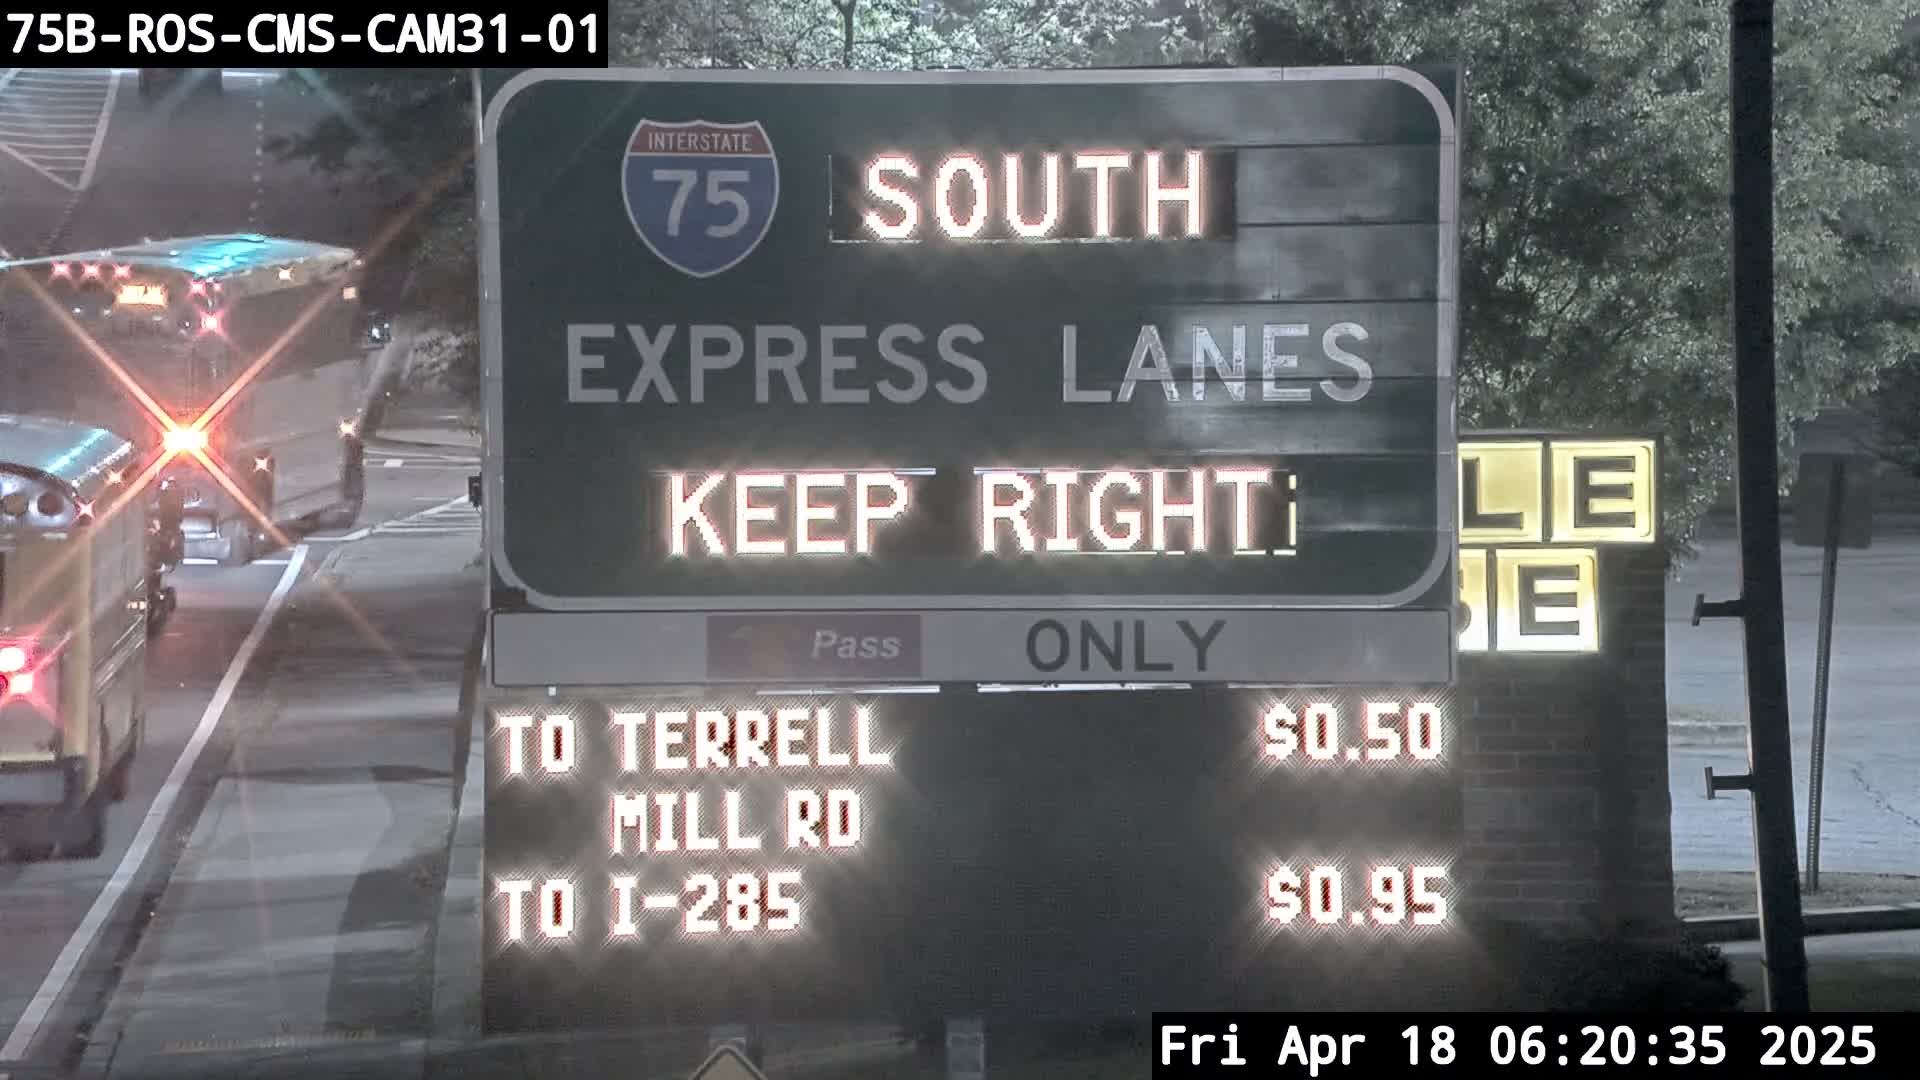 75B-ROS-CMS-CAM31-01
INTERSTATE
75
SOUTH
EXPRESS LANES
KEEP RIGHT
Pass ONLY
TO TERRELL $0.50
MILL RD
TO I-285 $0.95
LE
E
Fri Apr 18 06:20:35 2025